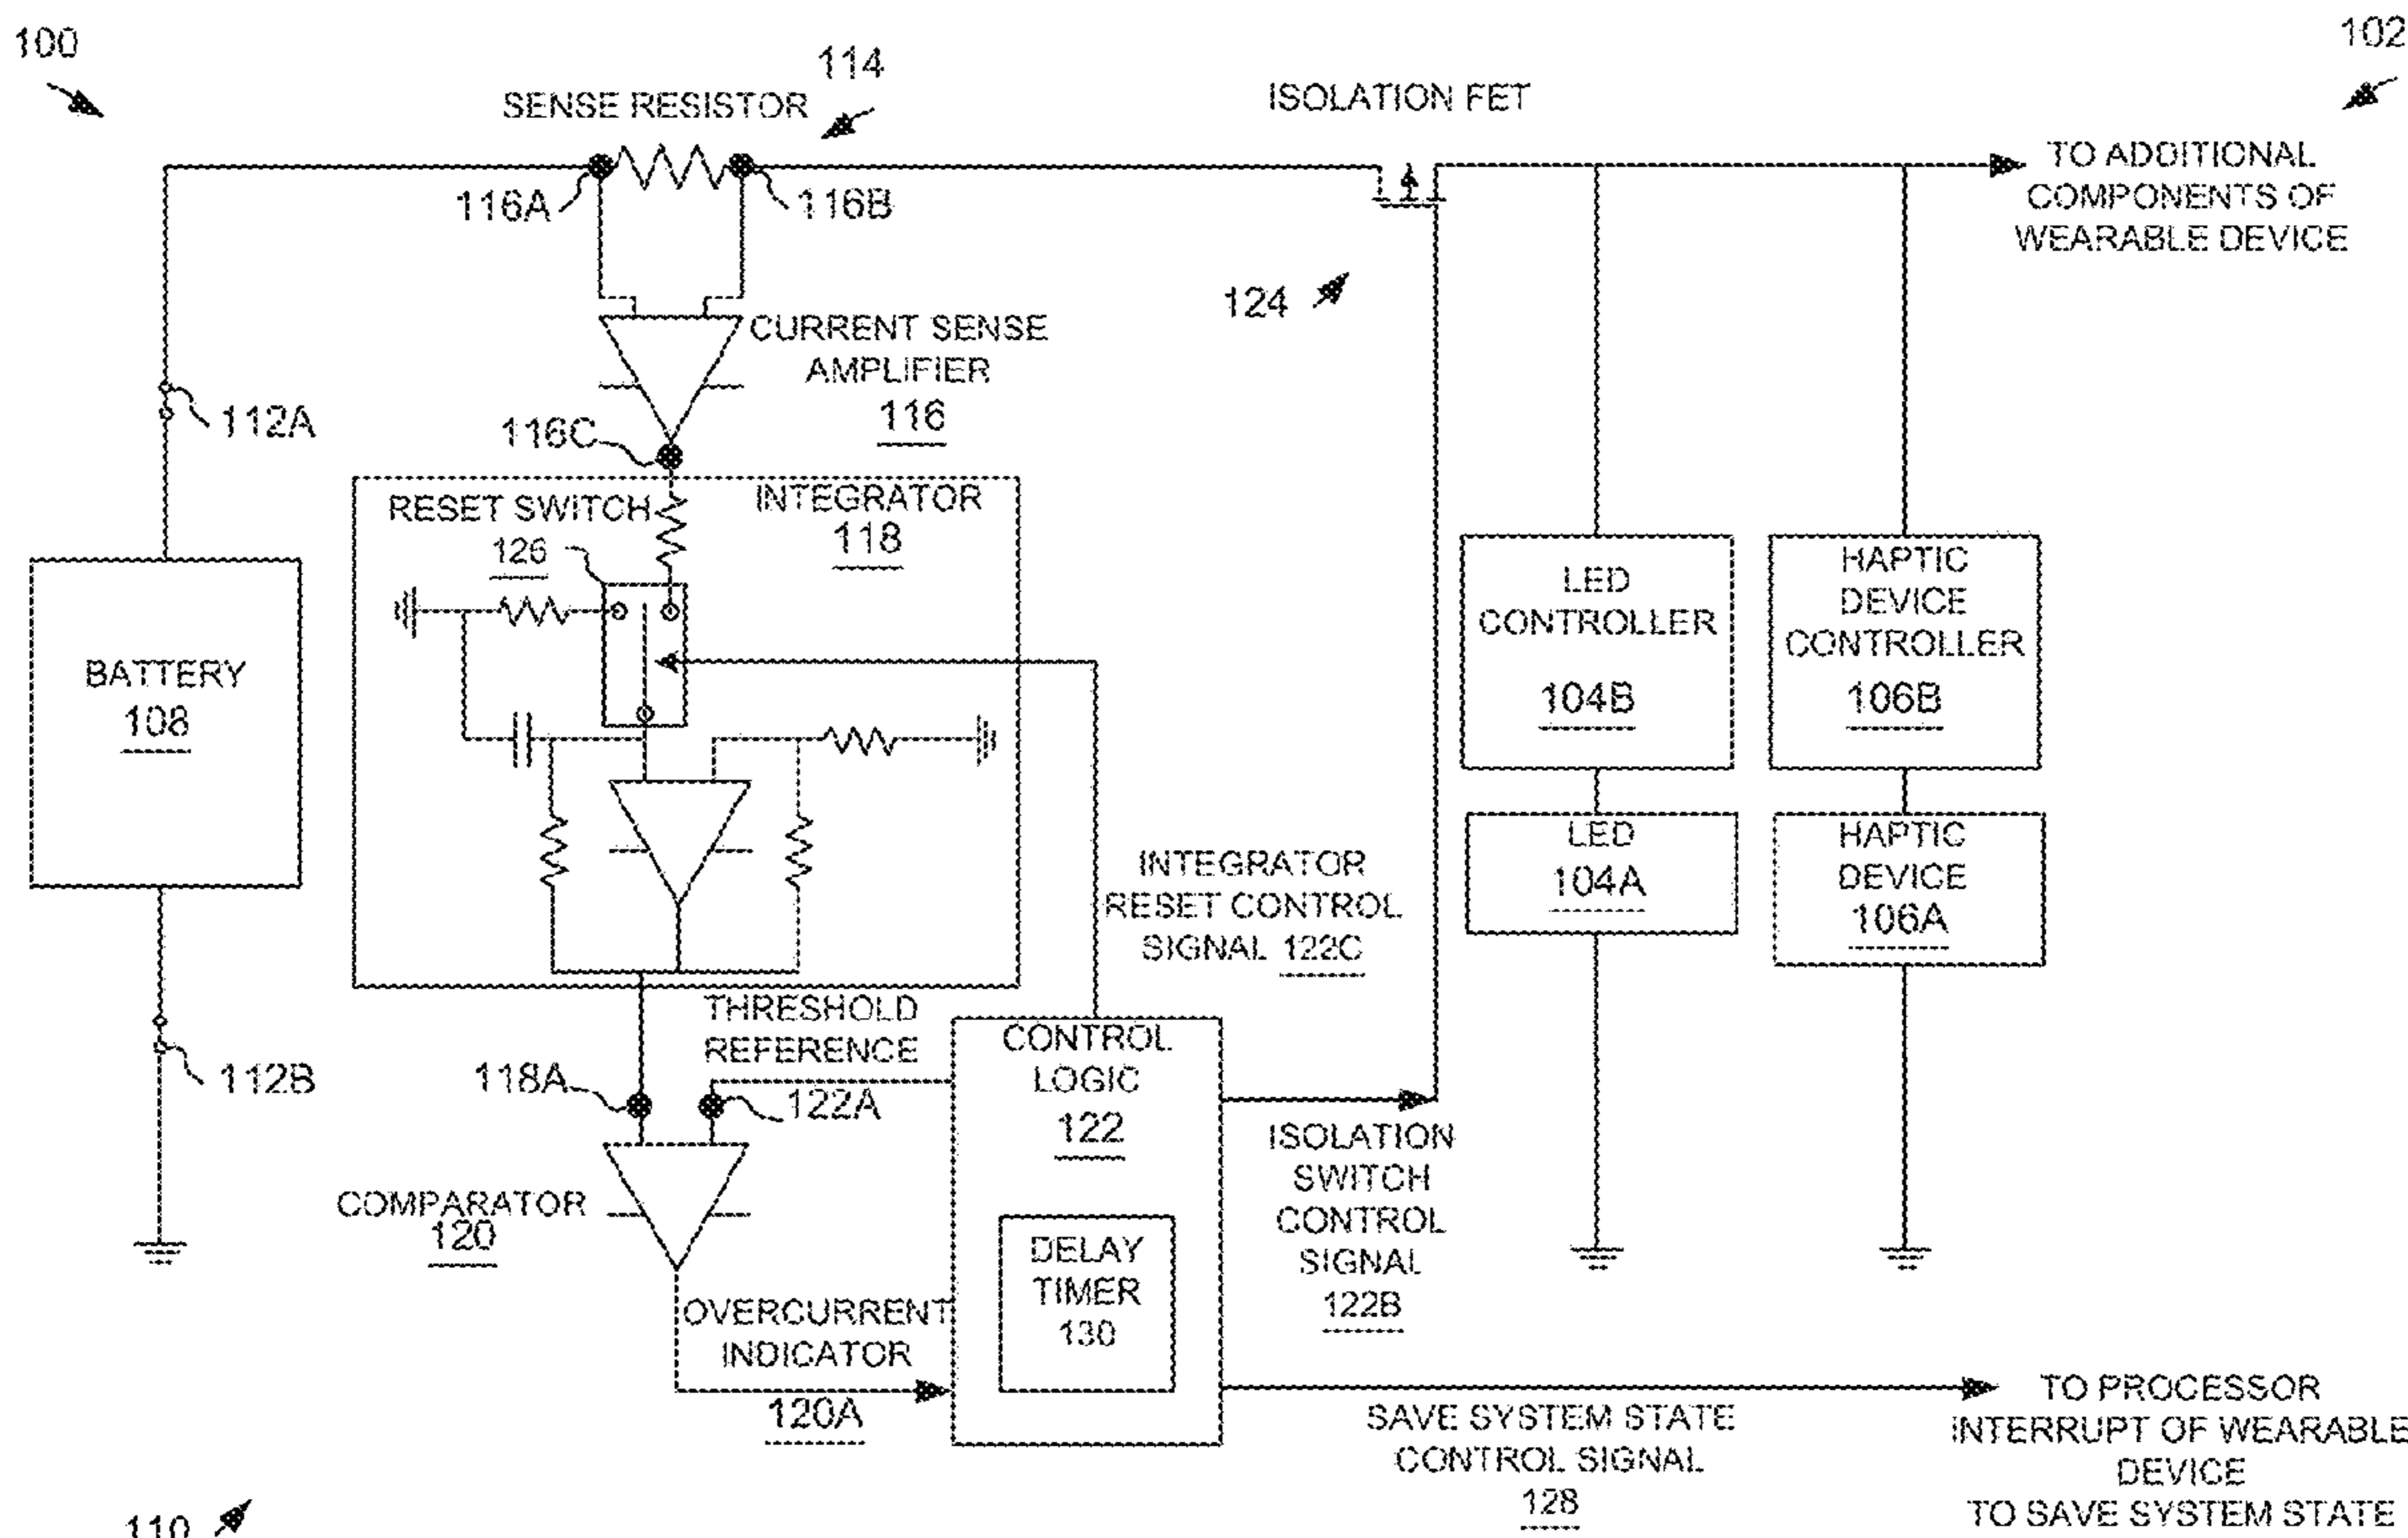 100
102
114
SENSE RESISTOR
ISOLATION FET
TO ADDITIONAL
COMPONENTS OF
WEARABLE DEVICE
116A
116B
124
CURRENT SENSE
AMPLIFIER
116
112A
116C
INTEGRATOR
118
RESET SWITCH
126
BATTERY
108
LED
CONTROLLER
104B
HAPTIC
DEVICE
CONTROLLER
106B
LED
104A
HAPTIC
DEVICE
106A
INTEGRATOR
RESET CONTROL
SIGNAL 122C
THRESHOLD
REFERENCE
112B
118A
122A
CONTROL
LOGIC
122
COMPARATOR
120
DELAY
TIMER
130
ISOLATION
SWITCH
CONTROL
SIGNAL
122B
OVERCURRENT
INDICATOR
120A
SAVE SYSTEM STATE
CONTROL SIGNAL
128
TO PROCESSOR
INTERRUPT OF WEARABLE
DEVICE
TO SAVE SYSTEM STATE
110